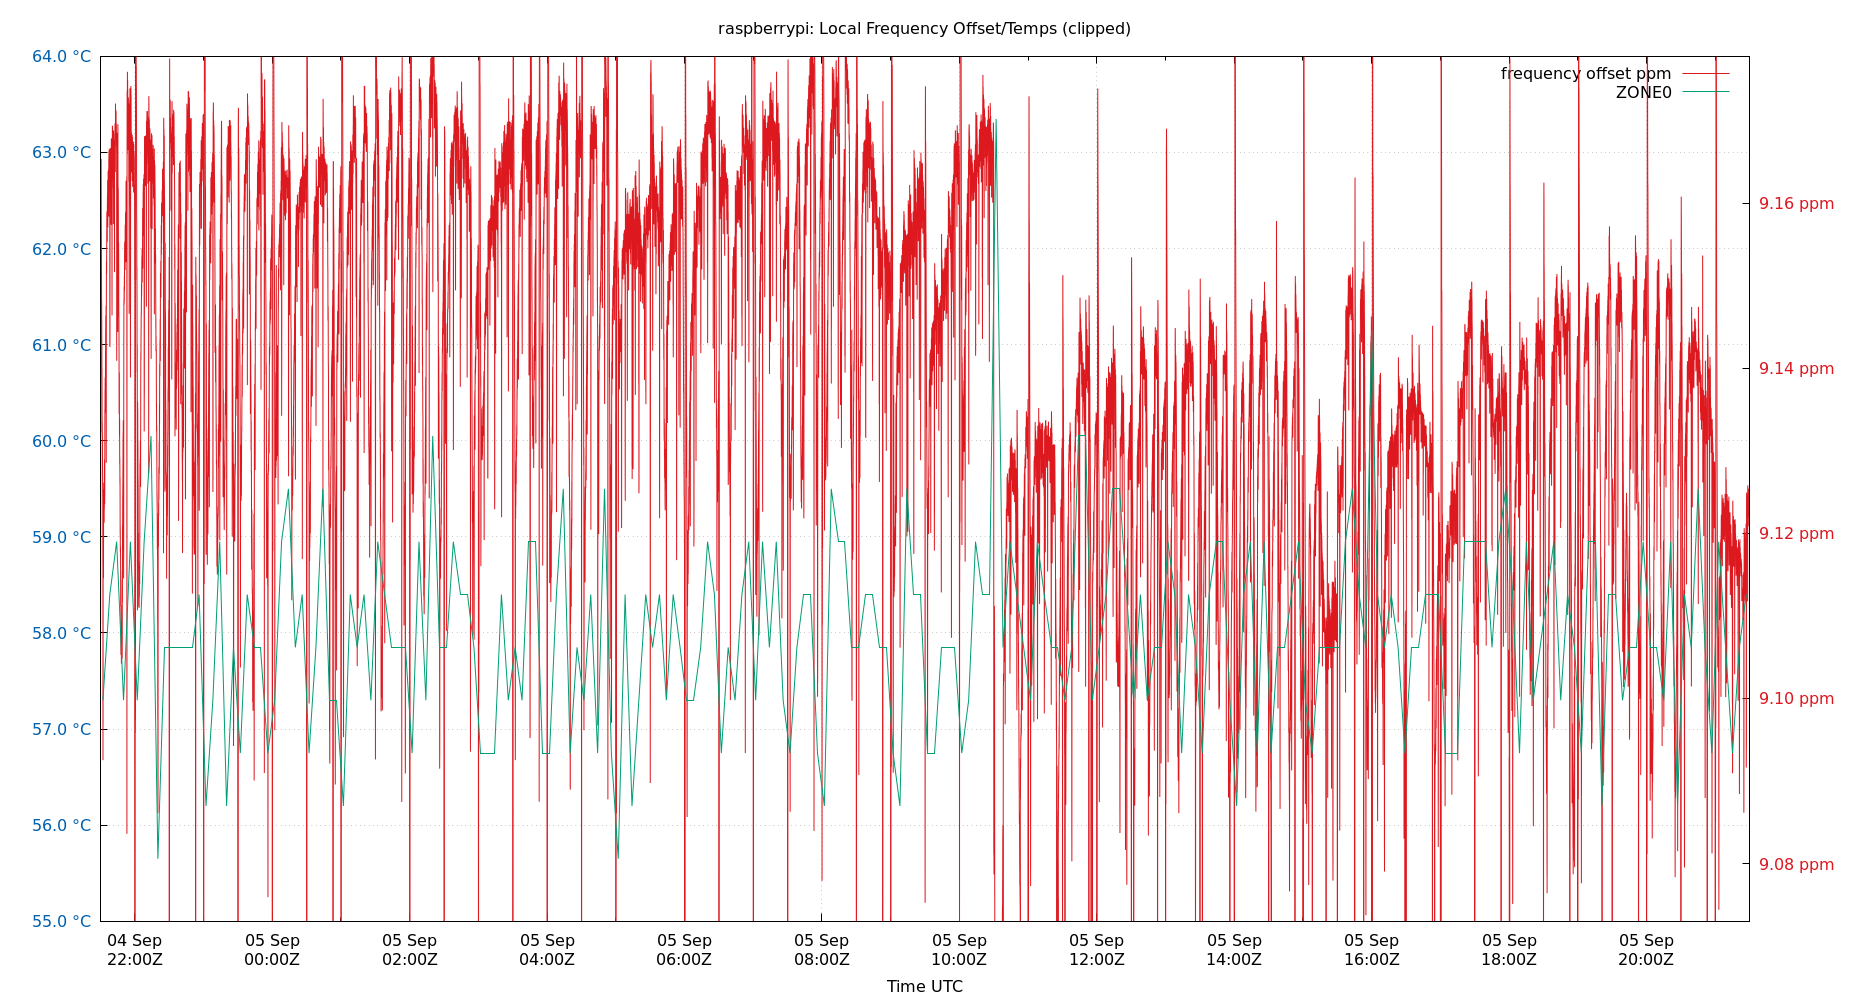 raspberrypi: Local Frequency Offset/Temps (clipped)
64.0 °C
63.0 °C
62.0 °C
61.0 °C
60.0 °C
59.0 °C
58.0 °C
57.0 °C
56.0 °C
55.0 °C
frequency offset ppm
ZONE0
9.16 ppm
9.14 ppm
9.12 ppm
9.10 ppm
9.08 ppm
04 Sep 05 Sep 05 Sep 05 Sep 05 Sep 05 Sep 05 Sep 05 Sep 05 Sep 05 Sep 05 Sep 05 Sep
22:00Z 00:00Z 02:00Z 04:00Z 06:00Z 08:00Z 10:00Z 12:00Z 14:00Z 16:00Z 18:00Z 20:00Z
Time UTC